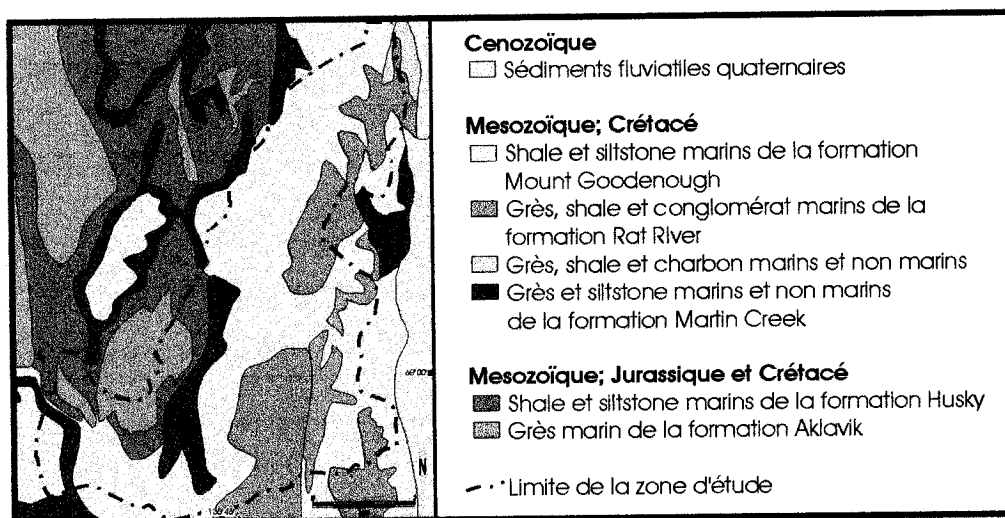 Cenozoïque
Sédiments fluviatiles quaternaires
Mesozoïque; Crétacé
Shale et siltstone marins de la formation
Mount Goodenough
Grès, shale et conglomérat marins de la
formation Rat River
Grès, shale et charbon marins et non marins
Grès et siltstone marins et non marins
de la formation Martin Creek
Mesozoïque; Jurassique et Crétacé
Shale et siltstone marins de la formation Husky
Grès marin de la formation Aklavik
Limite de la zone d'étude
N